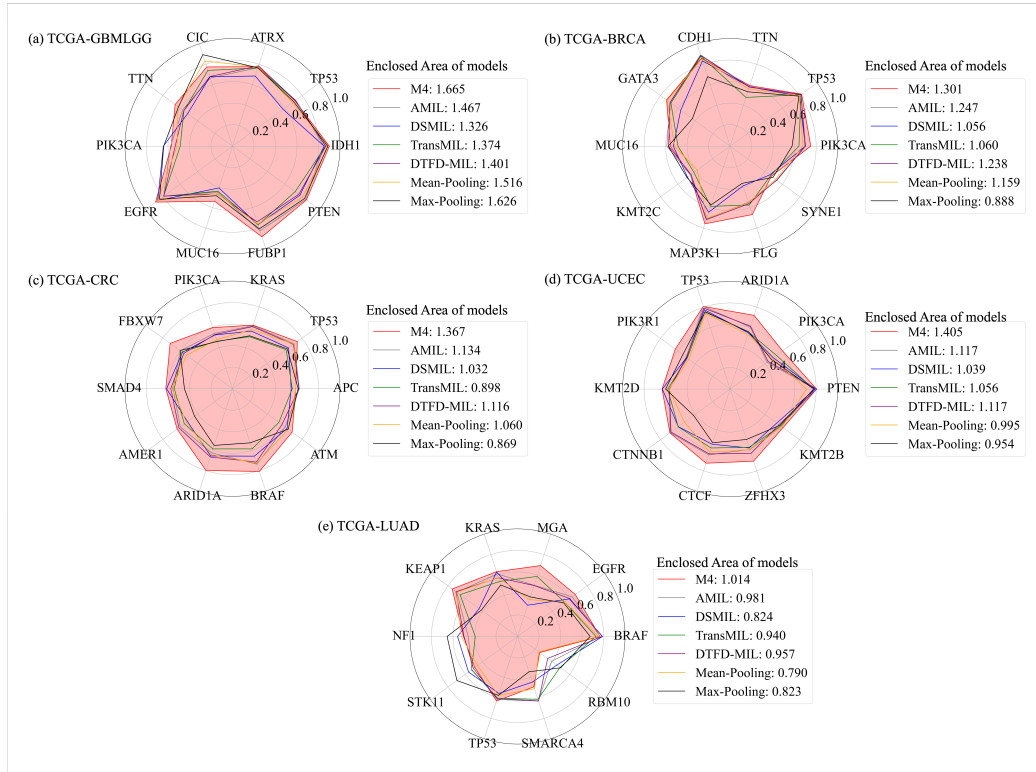 (a) TCGA-GBMLGG
CIC
ATRX
TTN
TP53
PIK3CA
IDH1
EGFR
PTEN
MUC16
FUBP1
0.2
0.4
0.6
0.8
1.0
Enclosed Area of models
M4: 1.665
AMIL: 1.467
DSMIL: 1.326
TransMIL: 1.374
DTFD-MIL: 1.401
Mean-Pooling: 1.516
Max-Pooling: 1.626
(b) TCGA-BRCA
CDH1
TTN
GATA3
TP53
MUC16
PIK3CA
KMT2C
SYNE1
MAP3K1
FLG
0.2
0.4
0.6
0.8
1.0
Enclosed Area of models
M4: 1.301
AMIL: 1.247
DSMIL: 1.056
TransMIL: 1.060
DTFD-MIL: 1.238
Mean-Pooling: 1.159
Max-Pooling: 0.888
(c) TCGA-CRC
PIK3CA
KRAS
FBXW7
TP53
SMAD4
APC
AMER1
ATM
ARID1A
BRAF
0.2
0.4
0.6
0.8
1.0
Enclosed Area of models
M4: 1.367
AMIL: 1.134
DSMIL: 1.032
TransMIL: 0.898
DTFD-MIL: 1.116
Mean-Pooling: 1.060
Max-Pooling: 0.869
(d) TCGA-UCEC
TP53
ARID1A
PIK3R1
PIK3CA
KMT2D
PTEN
CTNNB1
KMT2B
CTCF
ZFHX3
0.2
0.4
0.6
0.8
1.0
Enclosed Area of models
M4: 1.405
AMIL: 1.117
DSMIL: 1.039
TransMIL: 1.056
DTFD-MIL: 1.117
Mean-Pooling: 0.995
Max-Pooling: 0.954
(e) TCGA-LUAD
KRAS
MGA
KEAP1
EGFR
NF1
BRAF
STK11
RBM10
TP53
SMARCA4
0.2
0.4
0.6
0.8
1.0
Enclosed Area of models
M4: 1.014
AMIL: 0.981
DSMIL: 0.824
TransMIL: 0.940
DTFD-MIL: 0.957
Mean-Pooling: 0.790
Max-Pooling: 0.823